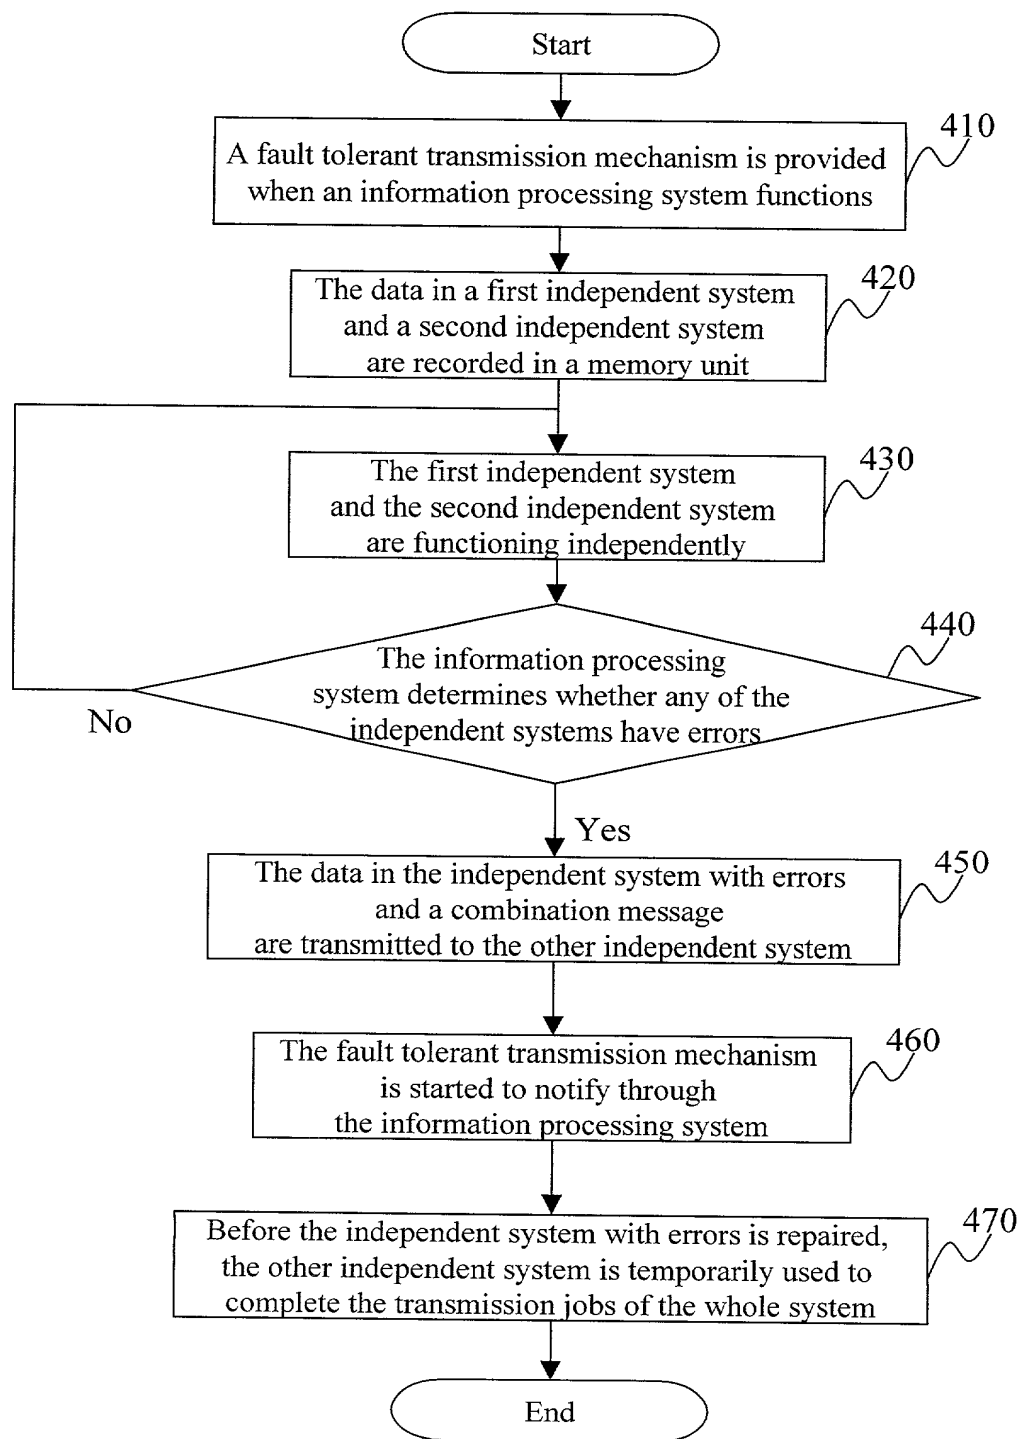 Start
410
A fault tolerant transmission mechanism is provided
when an information processing system functions
420
The data in a first independent system
and a second independent system
are recorded in a memory unit
430
The first independent system
and the second independent system
are functioning independently
440
The information processing
system determines whether any of the
independent systems have errors
No
Yes
450
The data in the independent system with errors
and a combination message
are transmitted to the other independent system
460
The fault tolerant transmission mechanism
is started to notify through
the information processing system
470
Before the independent system with errors is repaired,
the other independent system is temporarily used to
complete the transmission jobs of the whole system
End